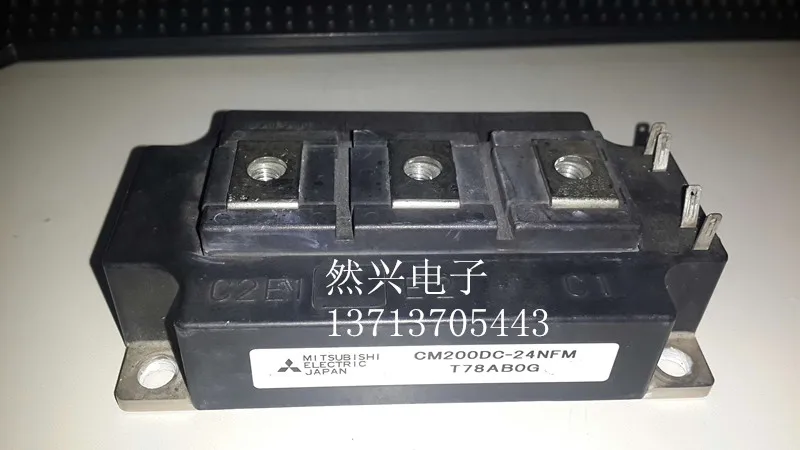 C2E1
C1
然兴电子
13713705443
MITSUBISHI
ELECTRIC
JAPAN
CM200DC-24NFM
T78AB0G